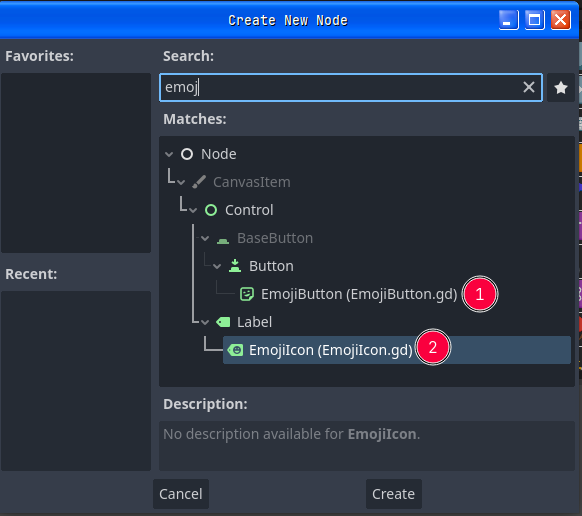 Create New Node
Favorites:
Search:
emoj
Matches:
Node
CanvasItem
Control
BaseButton
Button
EmojiButton (EmojiButton.gd) 1
Label
EmojiIcon (EmojiIcon.gd) 2
Recent:
Description:
No description available for EmojiIcon.
Cancel
Create